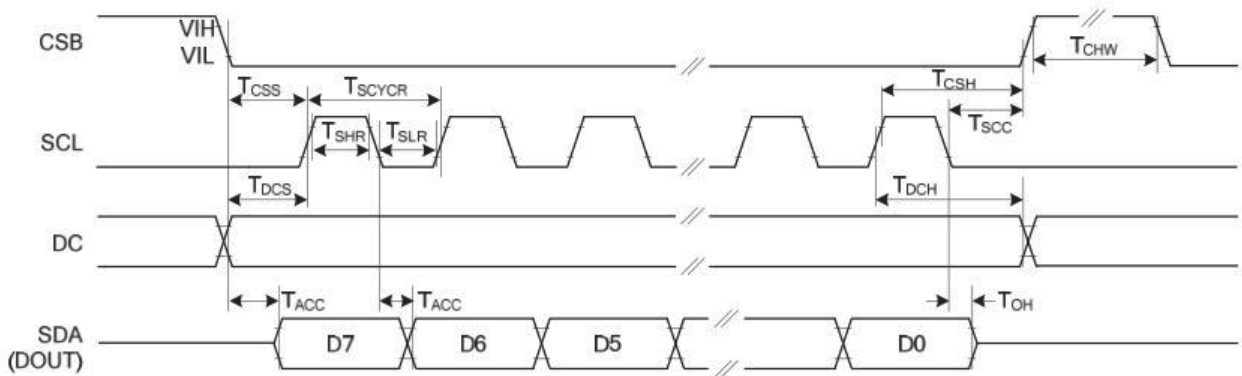 CSB
VIH
VIL
TCHW
TCSS
TSCYCR
TCSH
SCL
TSHR
TSLR
TSCC
TDCS
TDCH
DC
TACC
TACC
TOH
SDA
(DOUT)
D7
D6
D5
D0